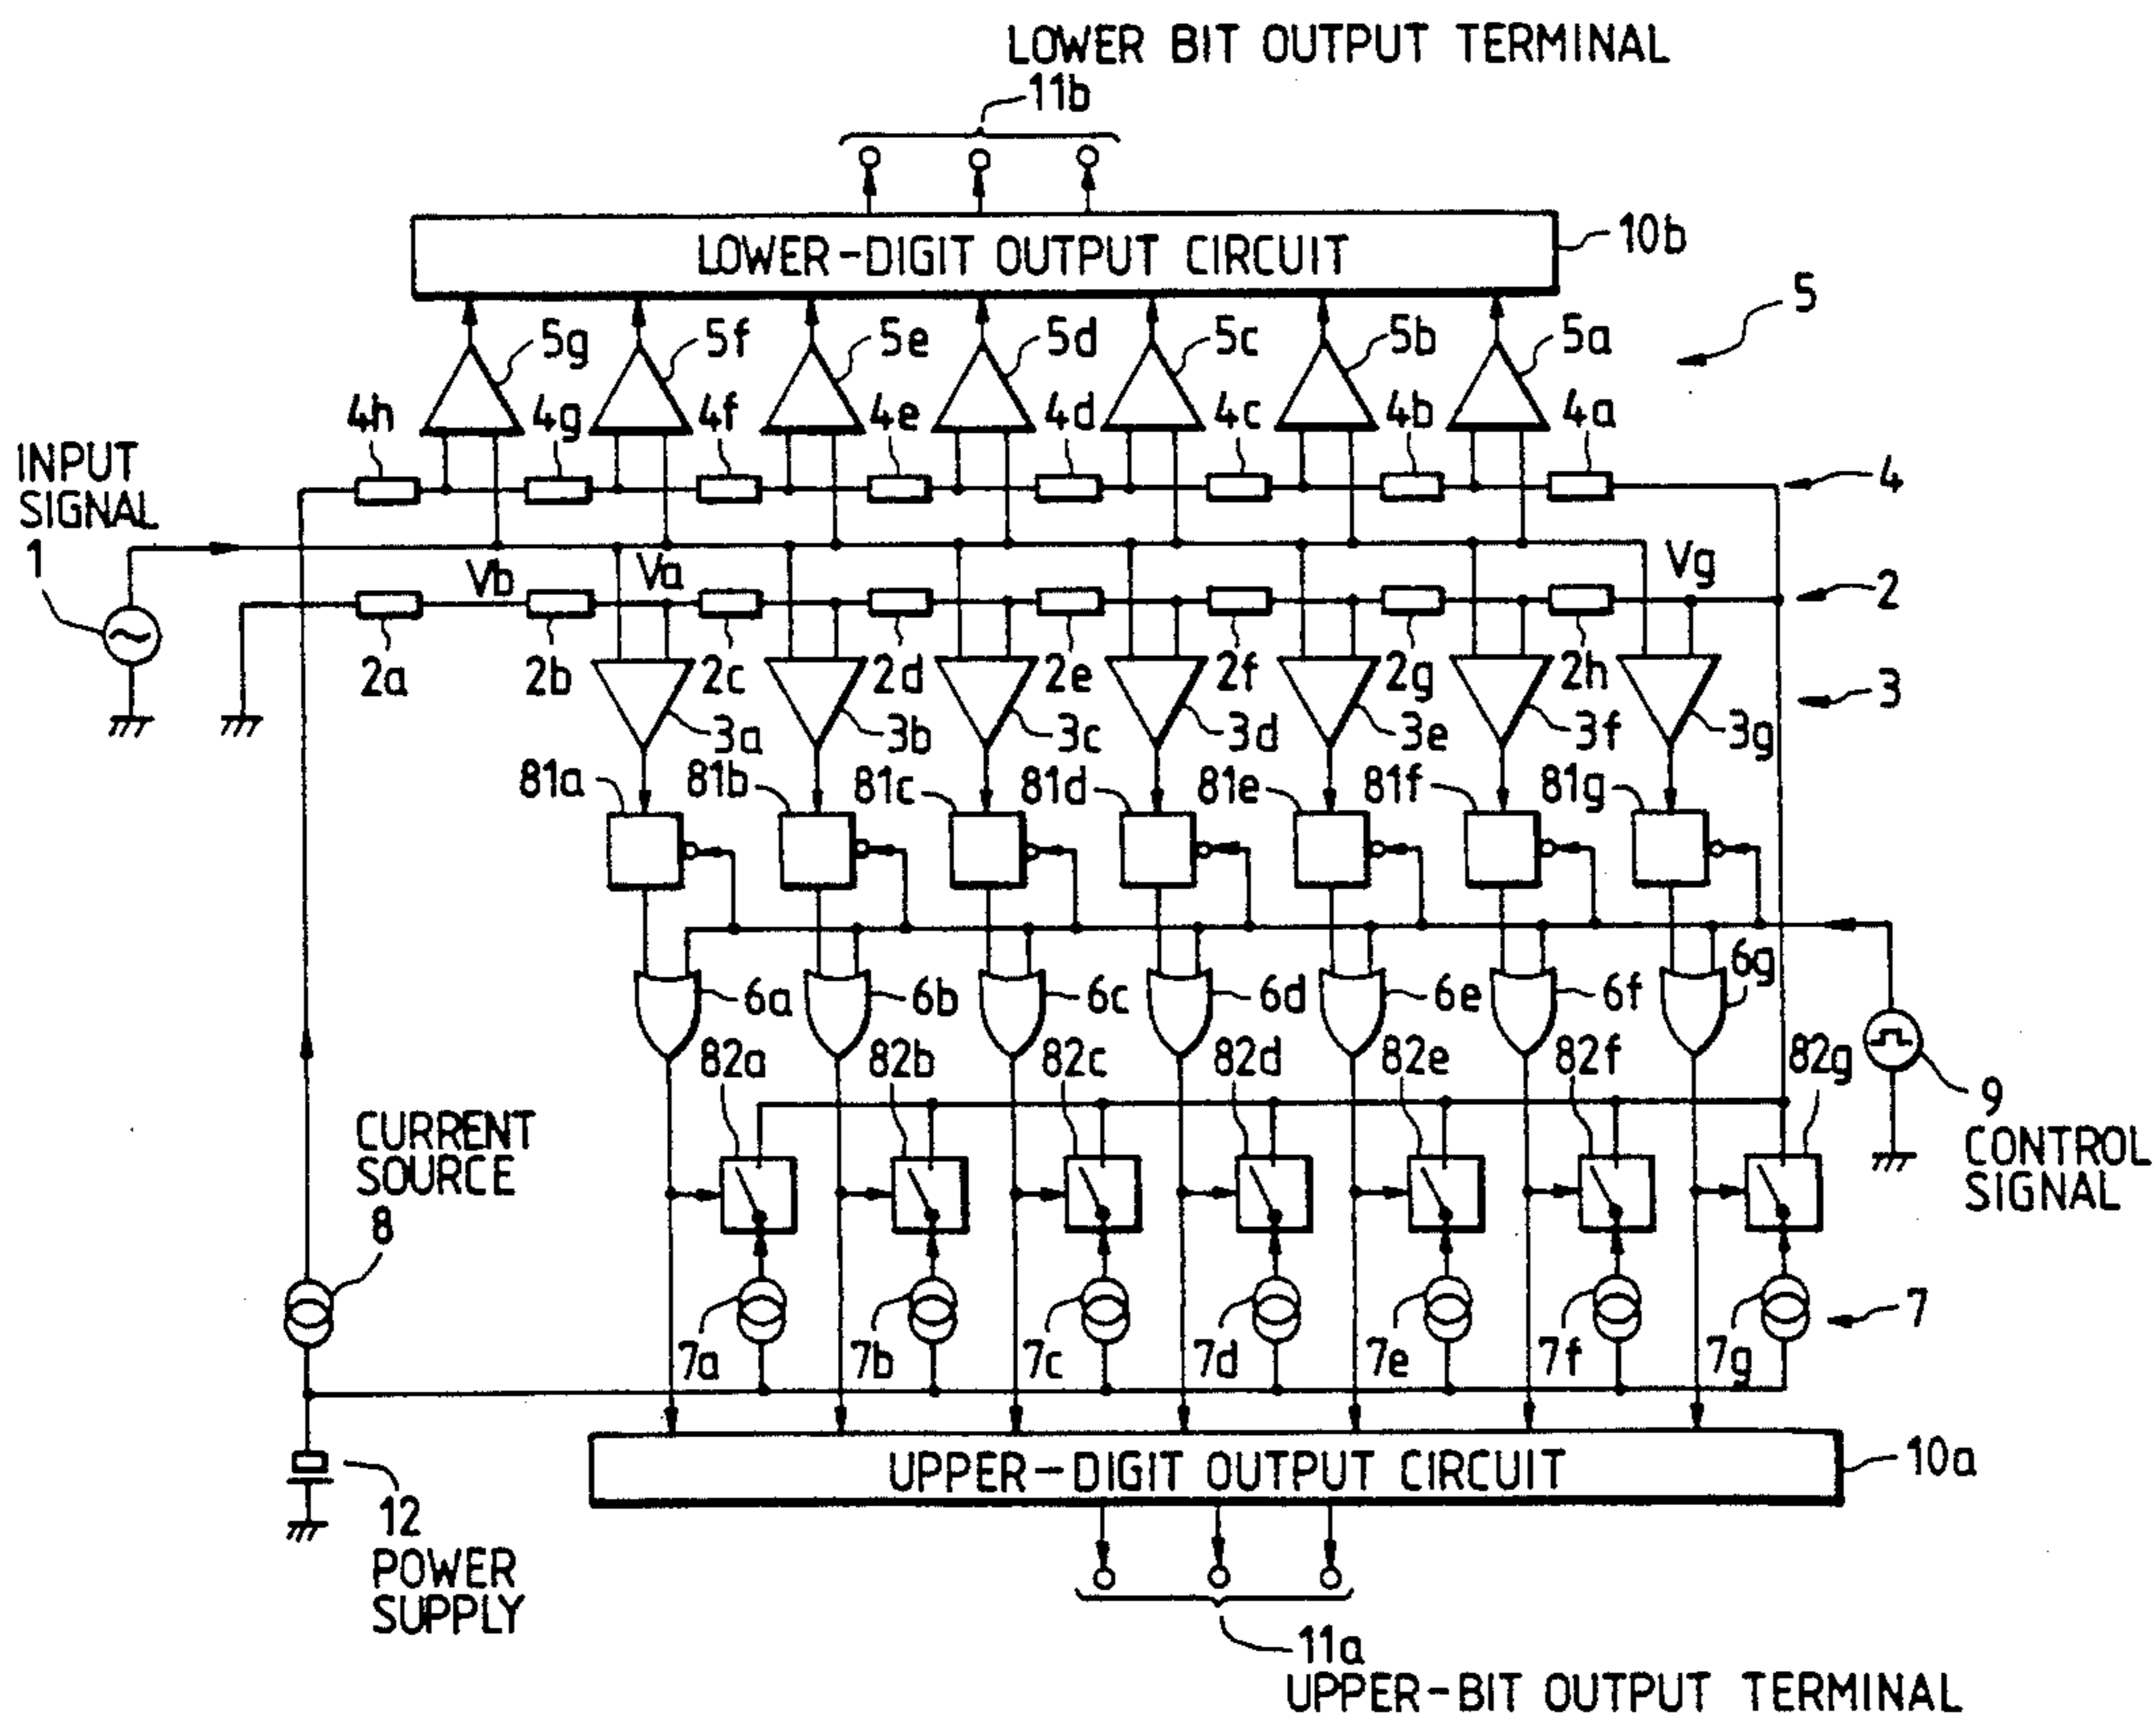 LOWER BIT OUTPUT TERMINAL
11b
LOWER-DIGIT OUTPUT CIRCUIT
10b
5
5g 5f 5e 5d 5c 5b 5a
4h 4g 4f 4e 4d 4c 4b 4a
4
INPUT
SIGNAL
1
Vb Va Vg
2
2a 2b 2c 2d 2e 2f 2g 2h
3
3a 3b 3c 3d 3e 3f 3g
81a 81b 81c 81d 81e 81f 81g
6a 6b 6c 6d 6e 6f 6g
82a 82b 82c 82d 82e 82f 82g
9
CONTROL
SIGNAL
CURRENT
SOURCE
8
7
7a 7b 7c 7d 7e 7f 7g
UPPER-DIGIT OUTPUT CIRCUIT
10a
12
POWER
SUPPLY
11a
UPPER-BIT OUTPUT TERMINAL